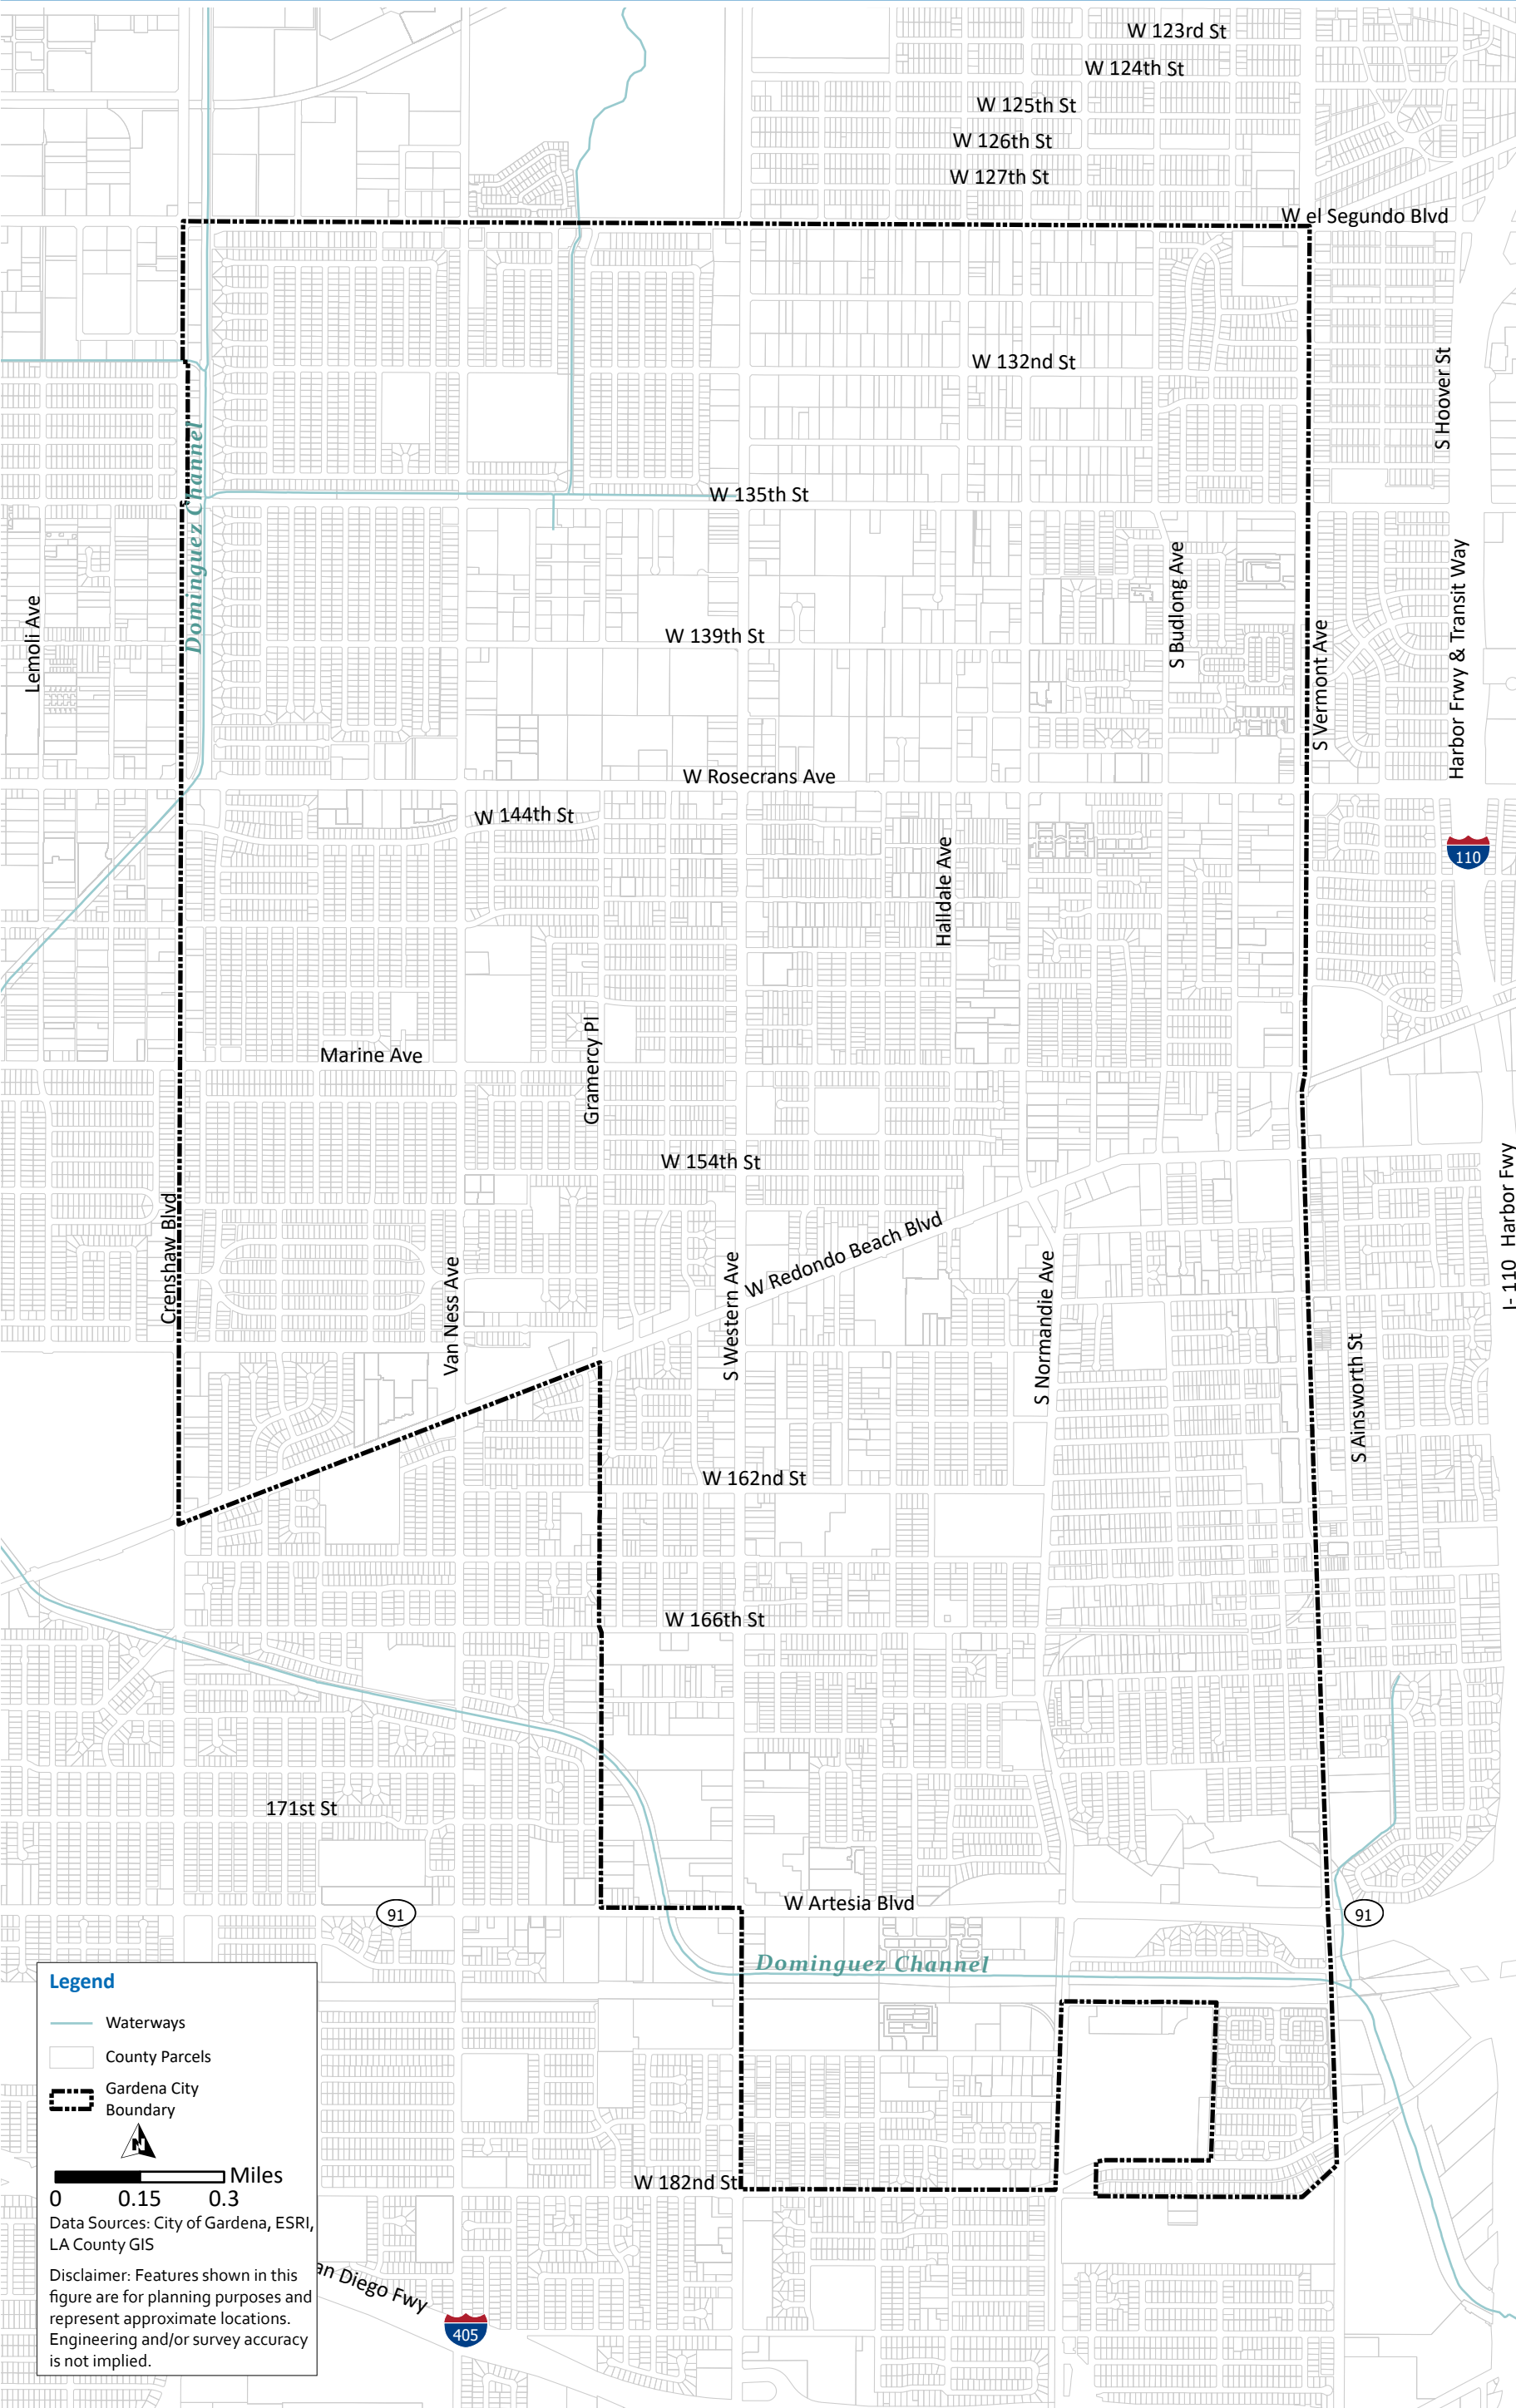 W 123rd St
W 124th St
W 125th St
W 126th St
W 127th St
W el Segundo Blvd
W 132nd St
S Hoover St
Dominguez Channel
W 135th St
S Budlong Ave
Harbor Frwy & Transit Way
Lemoli Ave
W 139th St
S Vermont Ave
W Rosecrans Ave
W 144th St
Halldale Ave
110
Marine Ave
Gramercy Pl
W 154th St
I- 110 Harbor Fwy
Crenshaw Blvd
W Redondo Beach Blvd
Van Ness Ave
S Western Ave
S Normandie Ave
S Ainsworth St
W 162nd St
W 166th St
171st St
W Artesia Blvd
91
91
Dominguez Channel
W 182nd St
an Diego Fwy
405
Legend
Waterways
County Parcels
Gardena City
Boundary
N
Miles
0 0.15 0.3
Data Sources: City of Gardena, ESRI,
LA County GIS
Disclaimer: Features shown in this
figure are for planning purposes and
represent approximate locations.
Engineering and/or survey accuracy
is not implied.